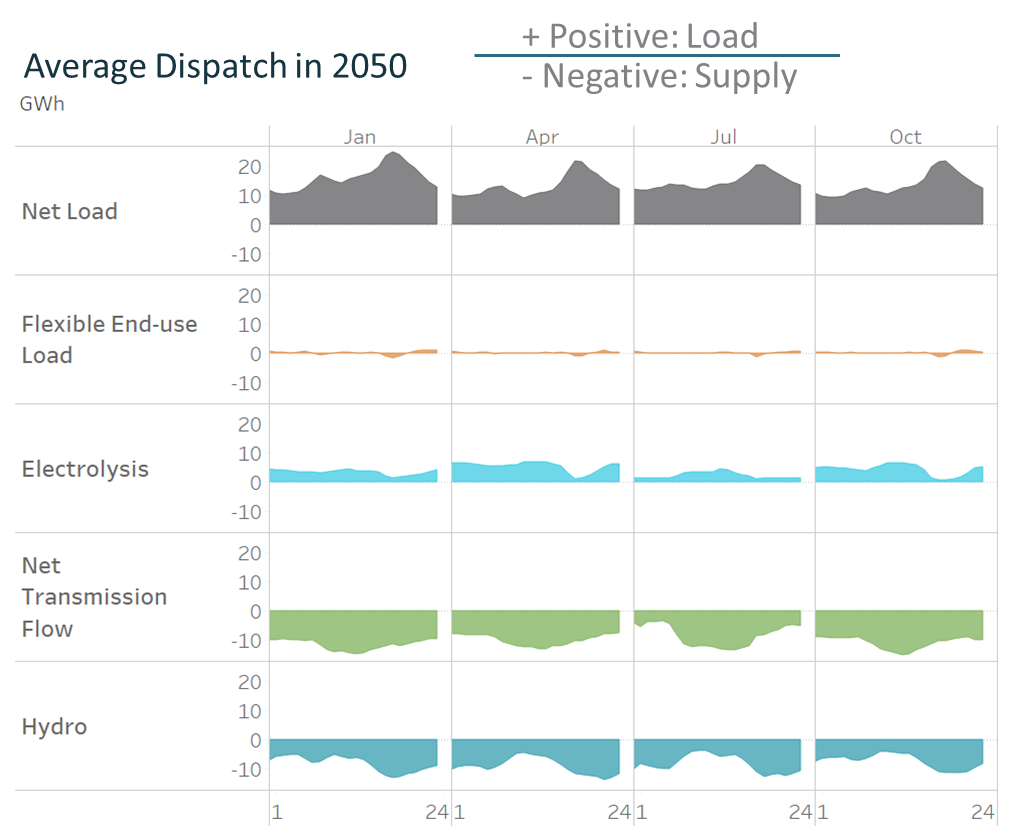 + Positive: Load
Average Dispatch in 2050
- Negative: Supply
GWh
Jan Apr Jul Oct
20
10
Net Load
0
-10
20
Flexible End-use
10
Load
0
-10
20
10
Electrolysis
0
-10
20
Net
10
Transmission
0
Flow
-10
20
10
Hydro
0
-10
1 24 1 24 1 24 1 24